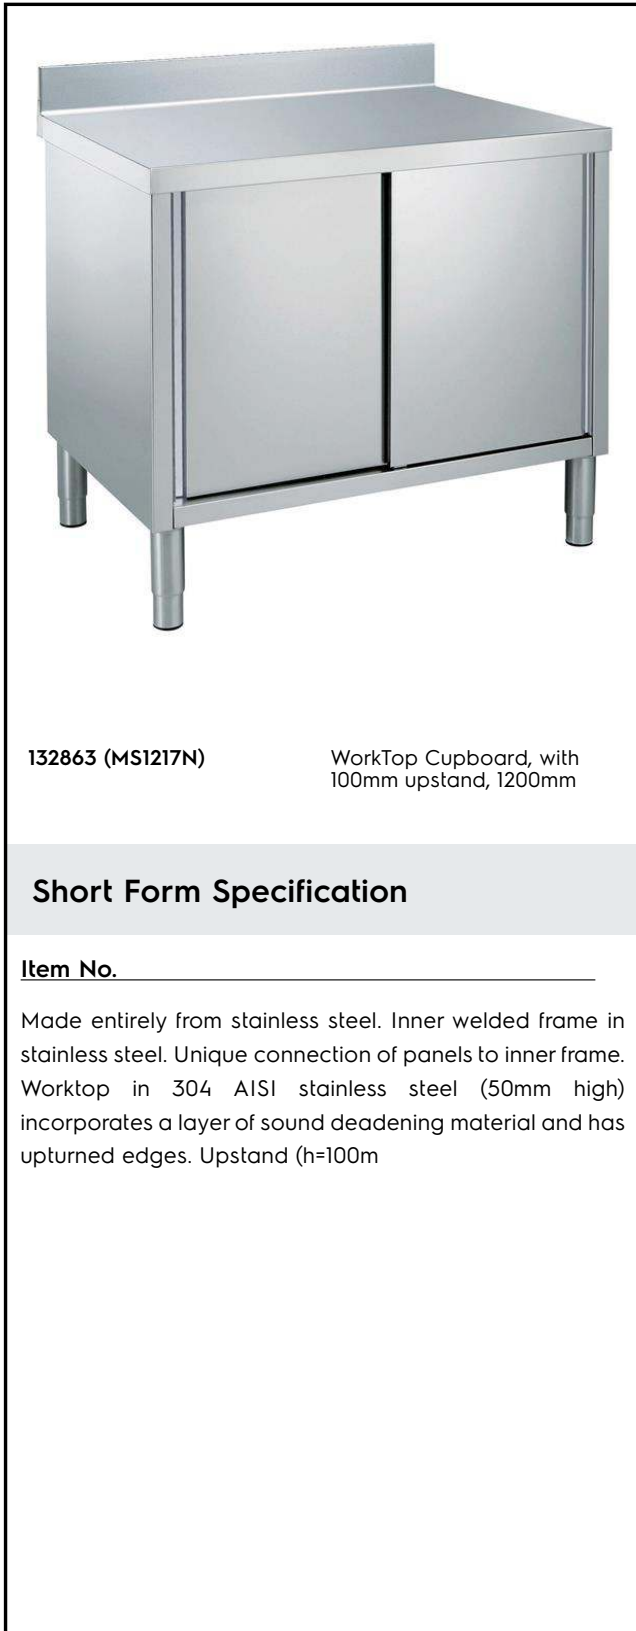 132863 (MS1217N)
WorkTop Cupboard, with
100mm upstand, 1200mm
Short Form Specification
Item No.
Made entirely from stainless steel. Inner welded frame in
stainless steel. Unique connection of panels to inner frame.
Worktop in 304 AISI stainless steel (50mm high)
incorporates a layer of sound deadening material and has
upturned edges. Upstand (h=100m